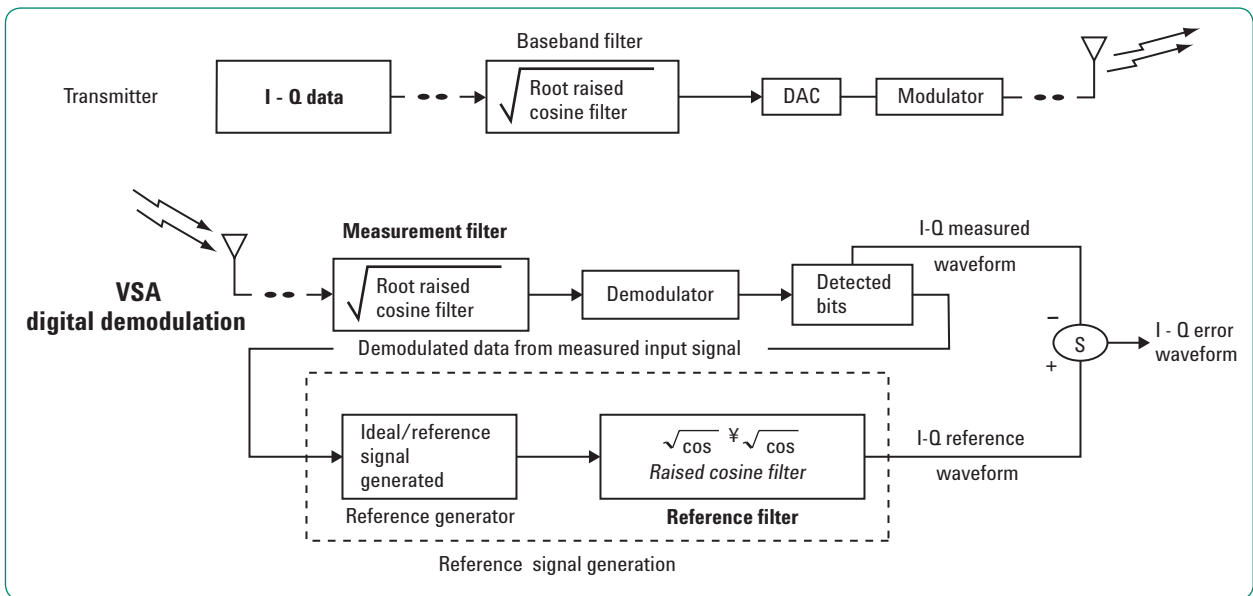 Baseband filter
Transmitter
I - Q data
Root raised
cosine filter
DAC
Modulator
VSA
digital demodulation
Measurement filter
Root raised
cosine filter
Demodulator
Detected
bits
I-Q measured
waveform
Demodulated data from measured input signal
−
+
S
I - Q error
waveform
Ideal/reference
signal
generated
Reference generator
√cos ¥ √cos
Raised cosine filter
Reference filter
I-Q reference
waveform
Reference signal generation